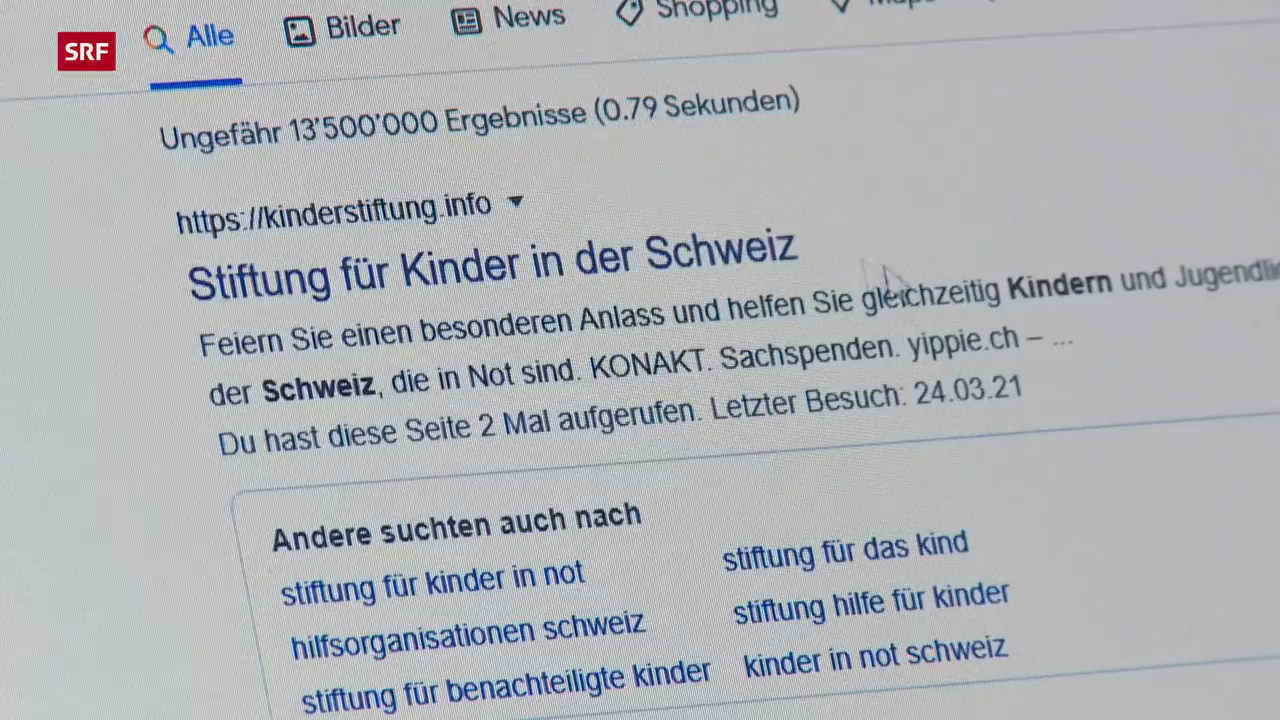 SRF
Alle Bilder News Shopping
Ungefähr 13'500'000 Ergebnisse (0.79 Sekunden)
https://kinderstiftung.info
Stiftung für Kinder in der Schweiz
Feiern Sie einen besonderen Anlass und helfen Sie gleichzeitig Kindern und Jugendli
der Schweiz, die in Not sind. KONAKT. Sachspenden. yippie.ch – ...
Du hast diese Seite 2 Mal aufgerufen. Letzter Besuch: 24.03.21
Andere suchten auch nach
stiftung für kinder in not stiftung für das kind
hilfsorganisationen schweiz stiftung hilfe für kinder
stiftung für benachteiligte kinder kinder in not schweiz